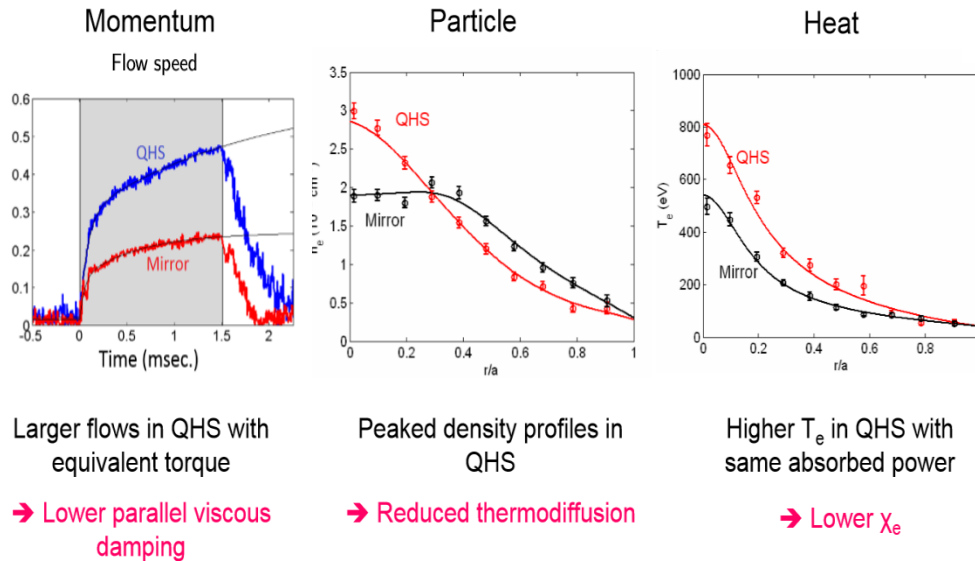 Momentum
Particle
Heat
Flow speed
0.6
0.5
0.4
0.3
0.2
0.1
0
QHS
Mirror
-0.5
0
0.5
1
1.5
2
Time (msec.)
3.5
3
2.5
2
1.5
1
0.5
0
QHS
Mirror
0
0.2
0.4
0.6
0.8
1
r/a
1000
800
600
400
200
0
T_e (eV)
QHS
Mirror
0
0.2
0.4
0.6
0.8
r/a
Larger flows in QHS with
equivalent torque
➔ Lower parallel viscous
damping
Peaked density profiles in
QHS
➔ Reduced thermodiffusion
Higher T_e in QHS with
same absorbed power
➔ Lower χ_e